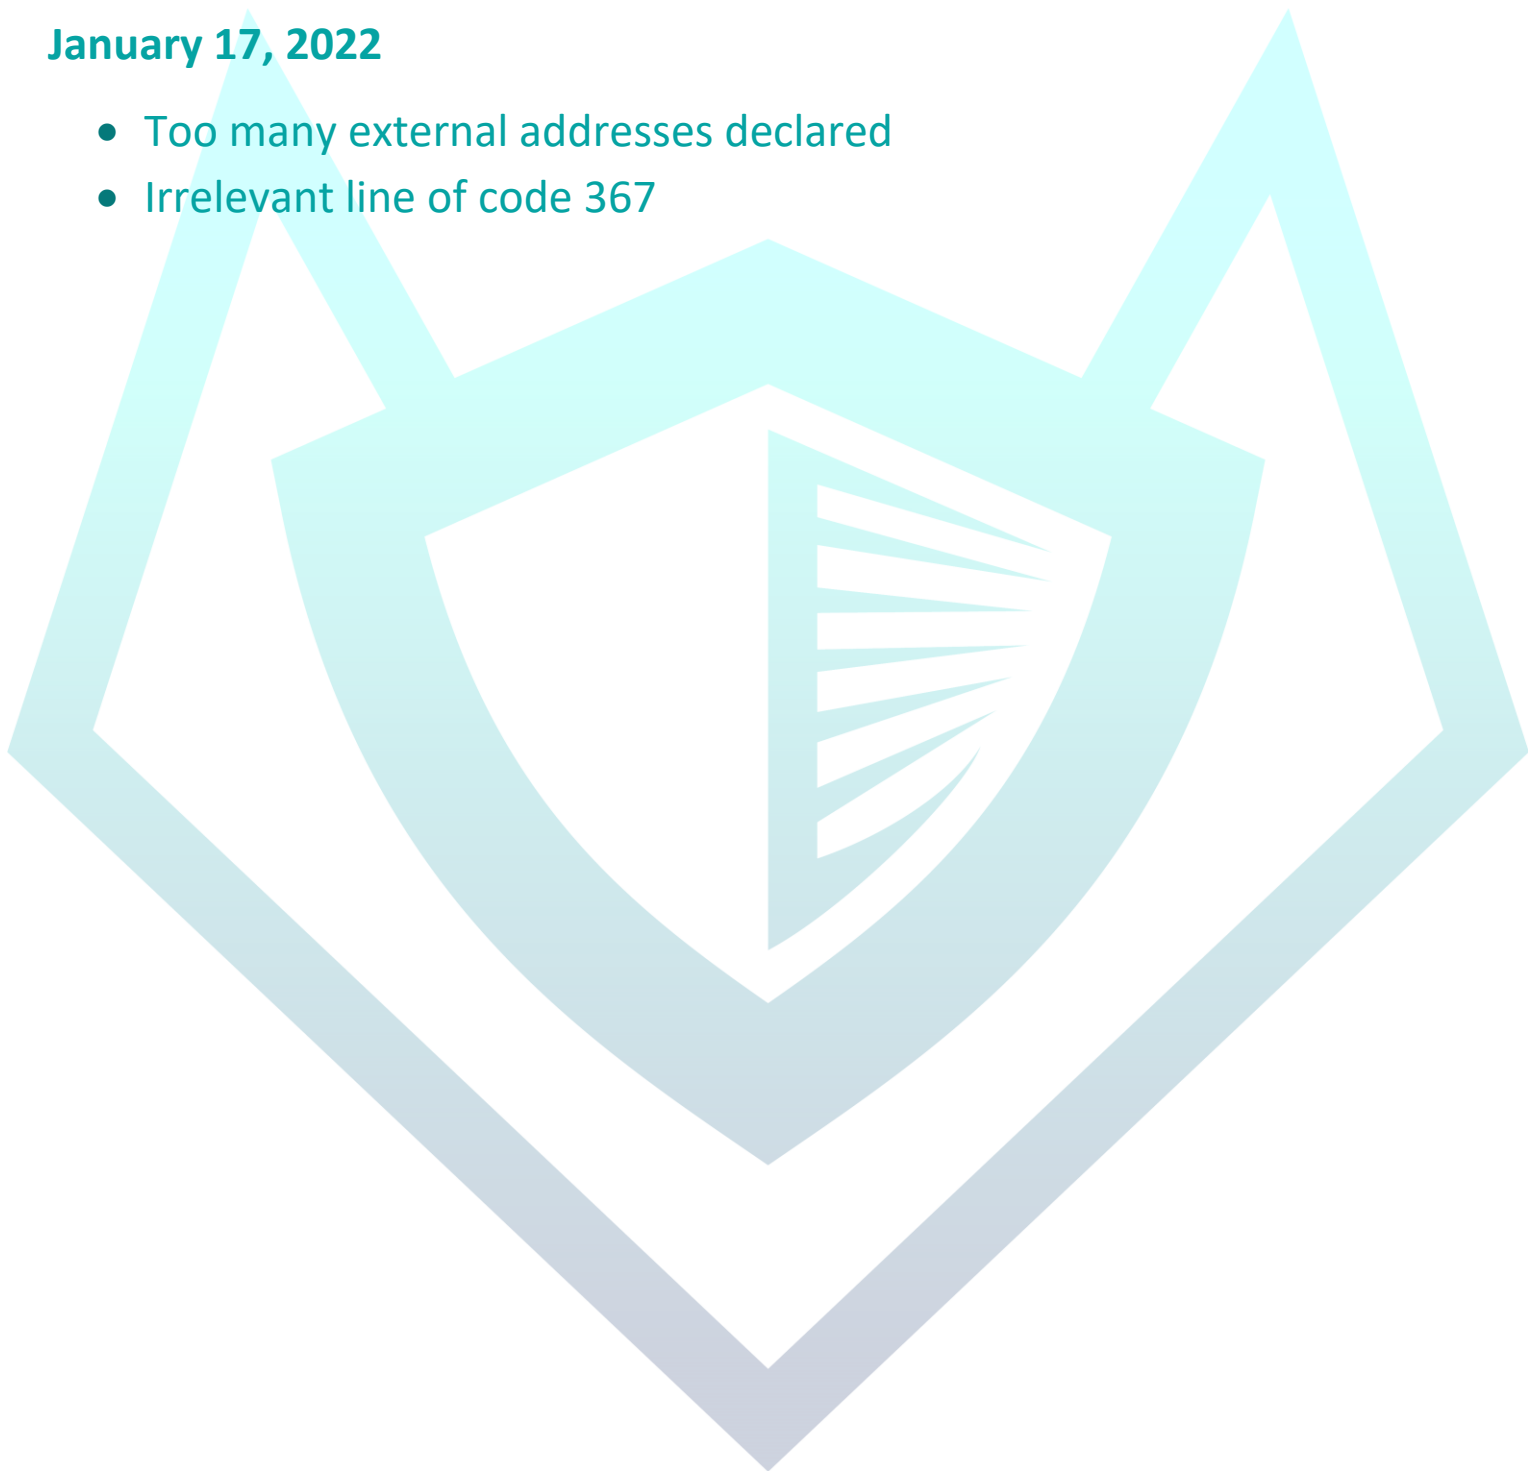 January 17, 2022
• Too many external addresses declared
• Irrelevant line of code 367